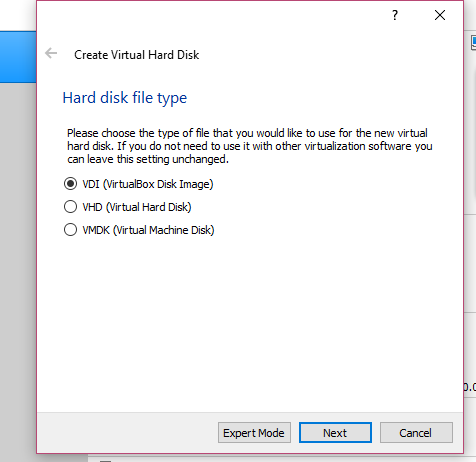 ?
Create Virtual Hard Disk
Hard disk file type
Please choose the type of file that you would like to use for the new virtual
hard disk. If you do not need to use it with other virtualization software you
can leave this setting unchanged.
VDI (VirtualBox Disk Image)
VHD (Virtual Hard Disk)
VMDK (Virtual Machine Disk)
0.0
Expert Mode Next Cancel